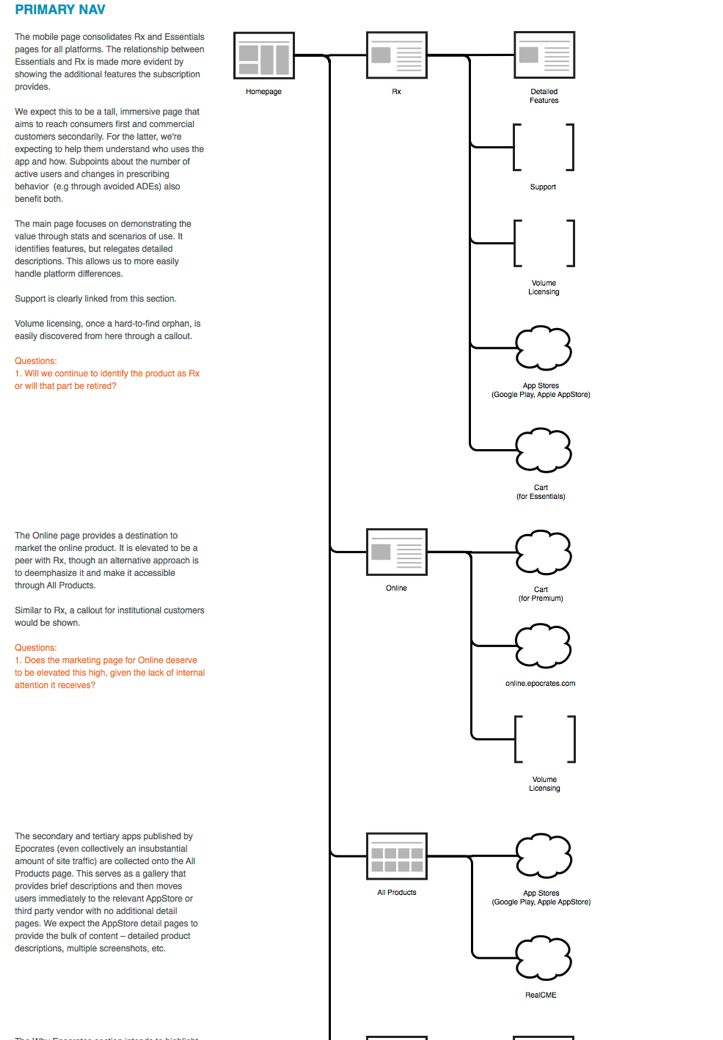 PRIMARY NAV
The mobile page consolidates Rx and Essentials
pages for all platforms. The relationship between
Essentials and Rx is made more evident by
showing the additional features the subscription
provides.
We expect this to be a tall, immersive page that
aims to reach consumers first and commercial
customers secondarily. For the latter, we're
expecting to help them understand who uses the
app and how. Subpoints about the number of
active users and changes in prescribing
behavior (e.g through avoided ADEs) also
benefit both.
The main page focuses on demonstrating the
value through stats and scenarios of use. It
identifies features, but relegates detailed
descriptions. This allows us to more easily
handle platform differences.
Support is clearly linked from this section.
Volume licensing, once a hard-to-find orphan, is
easily discovered from here through a callout.
Questions:
1. Will we continue to identify the product as Rx
or will that part be retired?
Homepage
Rx
Detailed
Features
Support
Volume
Licensing
App Stores
(Google Play, Apple AppStore)
Cart
(for Essentials)
The Online page provides a destination to
market the online product. It is elevated to be a
peer with Rx, though an alternative approach is
to deemphasize it and make it accessible
through All Products.
Similar to Rx, a callout for institutional customers
would be shown.
Questions:
1. Does the marketing page for Online deserve
to be elevated this high, given the lack of internal
attention it receives?
Online
Cart
(for Premium)
online.epocrates.com
Volume
Licensing
The secondary and tertiary apps published by
Epocrates (even collectively an insubstantial
amount of site traffic) are collected onto the All
Products page. This serves as a gallery that
provides brief descriptions and then moves
users immediately to the relevant AppStore or
third party vendor with no additional detail
pages. We expect the AppStore detail pages to
provide the bulk of content – detailed product
descriptions, multiple screenshots, etc.
All Products
App Stores
(Google Play, Apple AppStore)
RealCME